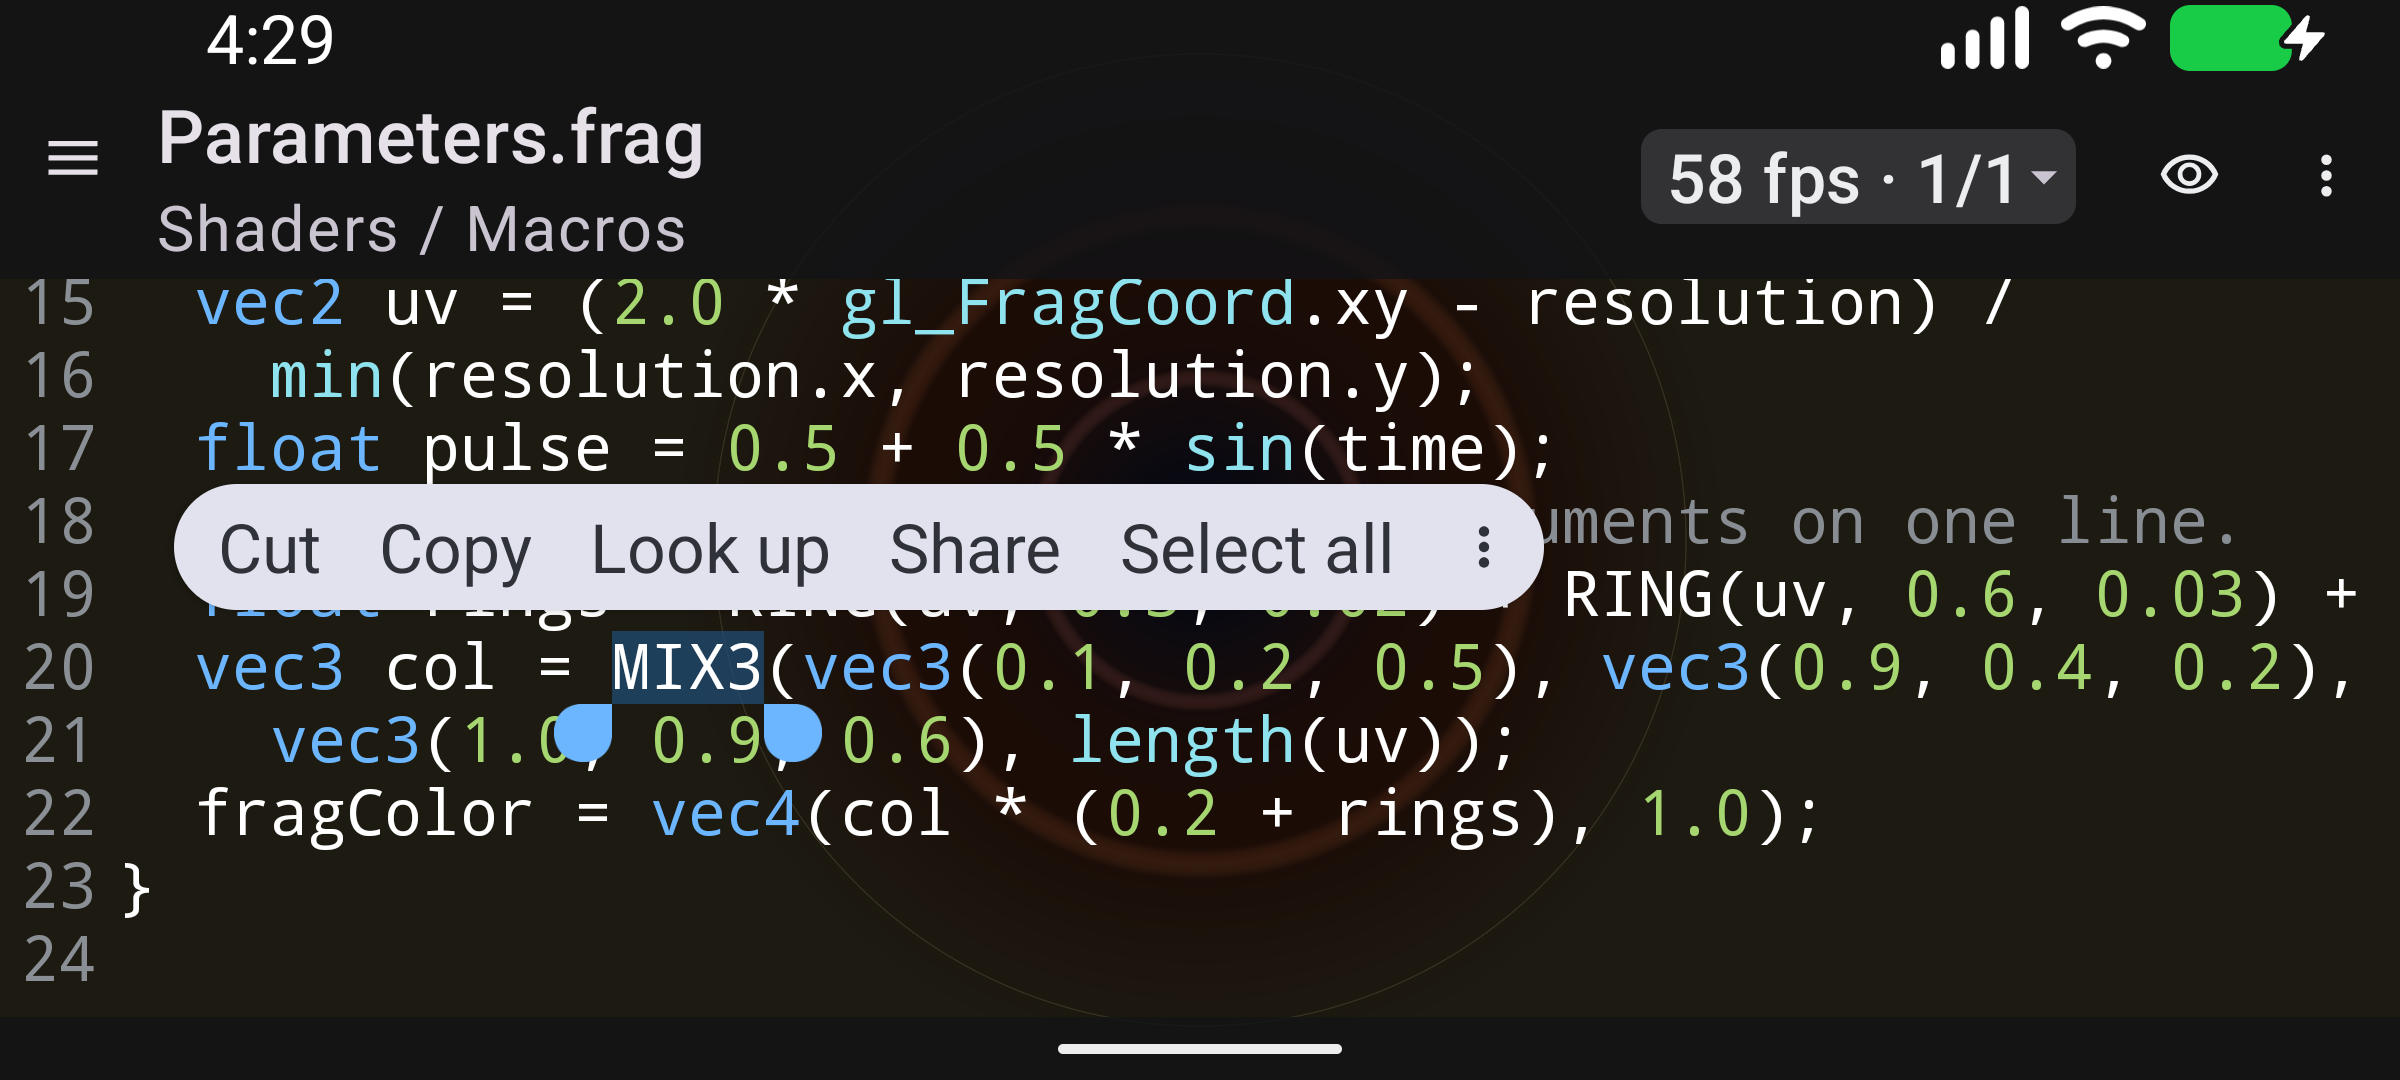 4:29
Parameters.frag
Shaders / Macros
58 fps · 1/1
15 vec2 uv = (2.0 * gl_FragCoord.xy - resolution) /
16 min(resolution.x, resolution.y);
17 float pulse = 0.5 + 0.5 * sin(time);
Cut Copy Look up Share Select all
18 on one line.
19 float rings RING(uv, RING(uv, 0.6, 0.03) +
20 vec3 col = MIX3(vec3(0.1, 0.2, 0.5), vec3(0.9, 0.4, 0.2),
21 vec3(1.0, 0.9, 0.6), length(uv));
22 fragColor = vec4(col * (0.2 + rings), 1.0);
23 }
24